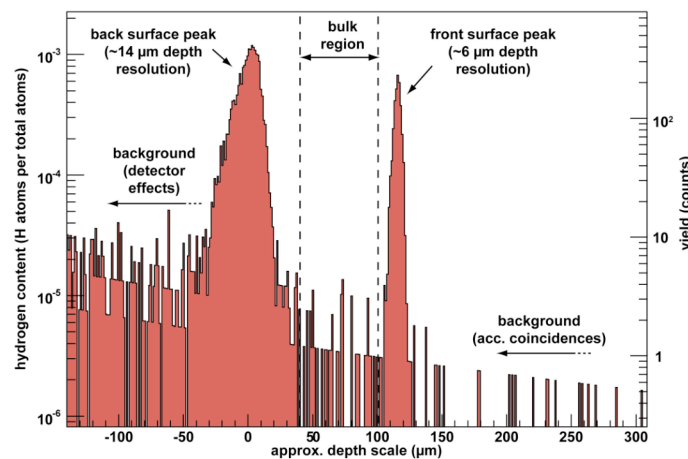 back surface peak
(~14 µm depth
resolution)
bulk
region
front surface peak
(~6 µm depth
resolution)
background
(detector
effects)
background
(acc. coincidences)
hydrogen content (H atoms per total atoms)
10⁻³
10⁻⁴
10⁻⁵
10⁻⁶
yield (counts)
10²
10
1
-100 -50 0 50 100 150 200 250 300
approx. depth scale (µm)